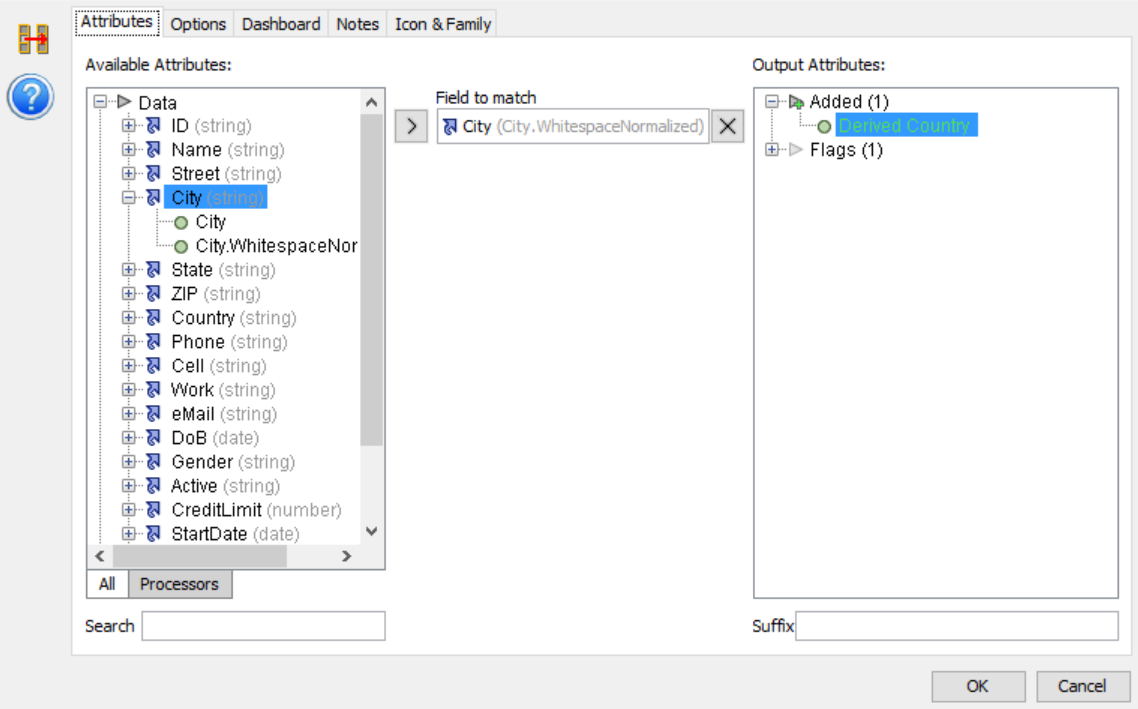 Attributes Options Dashboard Notes Icon & Family
Available Attributes:
Output Attributes:
Data
ID (string)
Name (string)
Street (string)
City (string)
City
City.WhitespaceNor
State (string)
ZIP (string)
Country (string)
Phone (string)
Cell (string)
Work (string)
eMail (string)
DoB (date)
Gender (string)
Active (string)
CreditLimit (number)
StartDate (date)
All Processors
Search
Field to match
> City (City.WhitespaceNormalized) X
Added (1)
Derived Country
Flags (1)
Suffix
OK Cancel
?